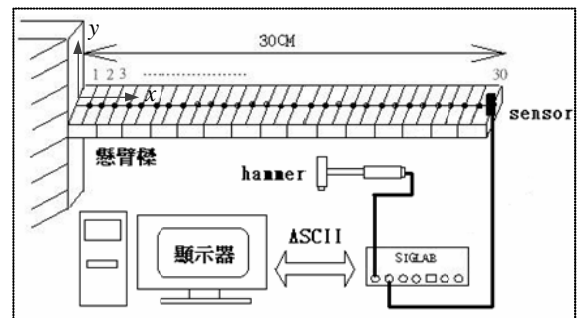 y
30CM
1 2 3 ........................ 30
x
sensor
懸臂樑
hammer
顯示器
ASCII
SIGLAB